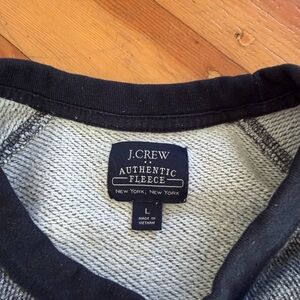 J.CREW
AUTHENTIC
FLEECE
NEW YORK, NEW YORK
L
MADE IN
VIETNAM